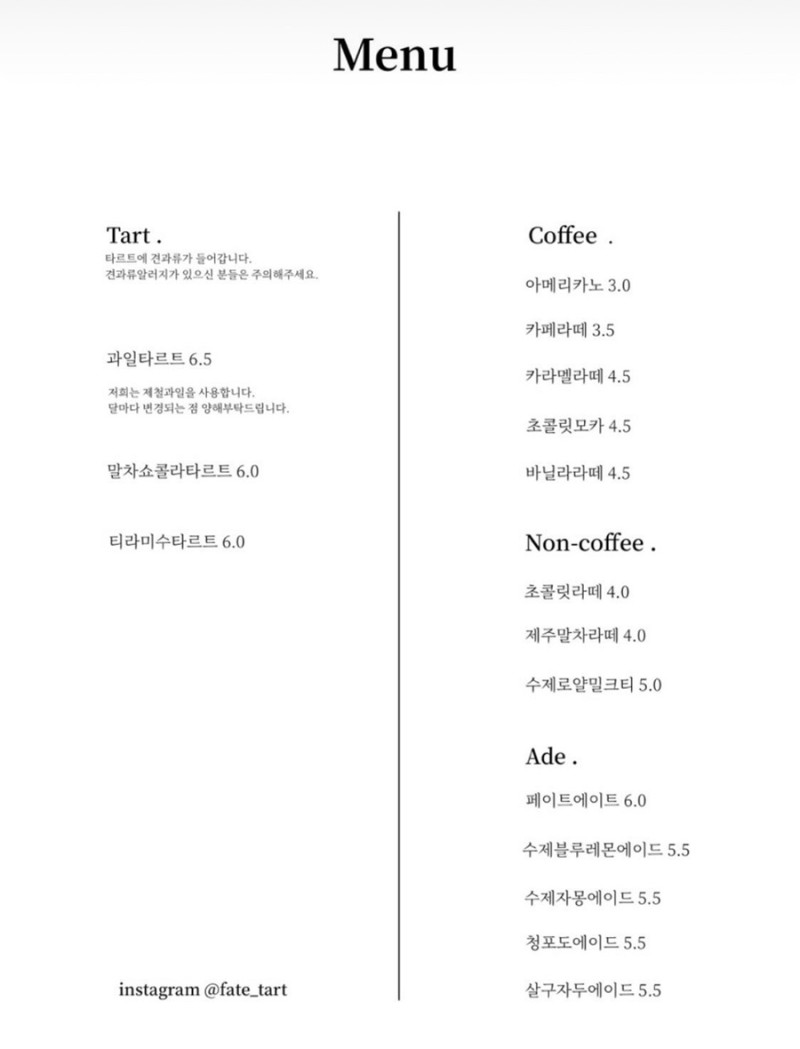 Menu
Tart .
타르트에 견과류가 들어갑니다.
견과류알러지가 있으신 분들은 주의해주세요.
과일타르트 6.5
저희는 제철과일을 사용합니다.
달마다 변경되는 점 양해부탁드립니다.
말차쇼콜라타르트 6.0
티라미수타르트 6.0
instagram @fate_tart
Coffee .
아메리카노 3.0
카페라떼 3.5
카라멜라떼 4.5
초콜릿모카 4.5
바닐라라떼 4.5
Non-coffee .
초콜릿라떼 4.0
제주말차라떼 4.0
수제로얄밀크티 5.0
Ade .
페이트에이트 6.0
수제블루레몬에이드 5.5
수제자몽에이드 5.5
청포도에이드 5.5
살구자두에이드 5.5